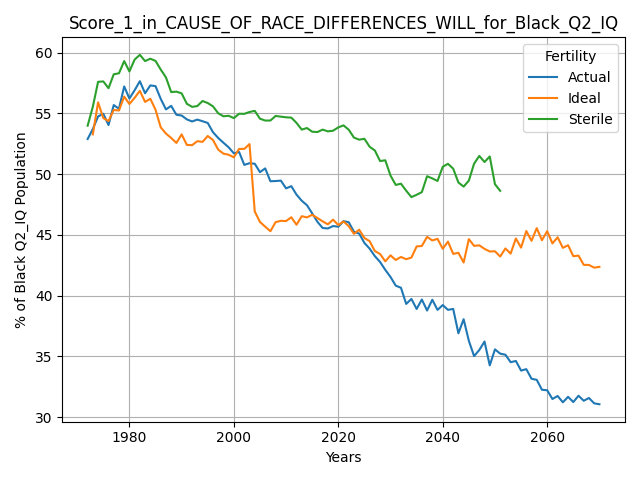 Score_1_in_CAUSE_OF_RACE_DIFFERENCES_WILL_for_Black_Q2_IQ
Fertility
Actual
Ideal
Sterile
% of Black Q2_IQ Population
60
55
50
45
40
35
30
1980
2000
2020
2040
2060
Years